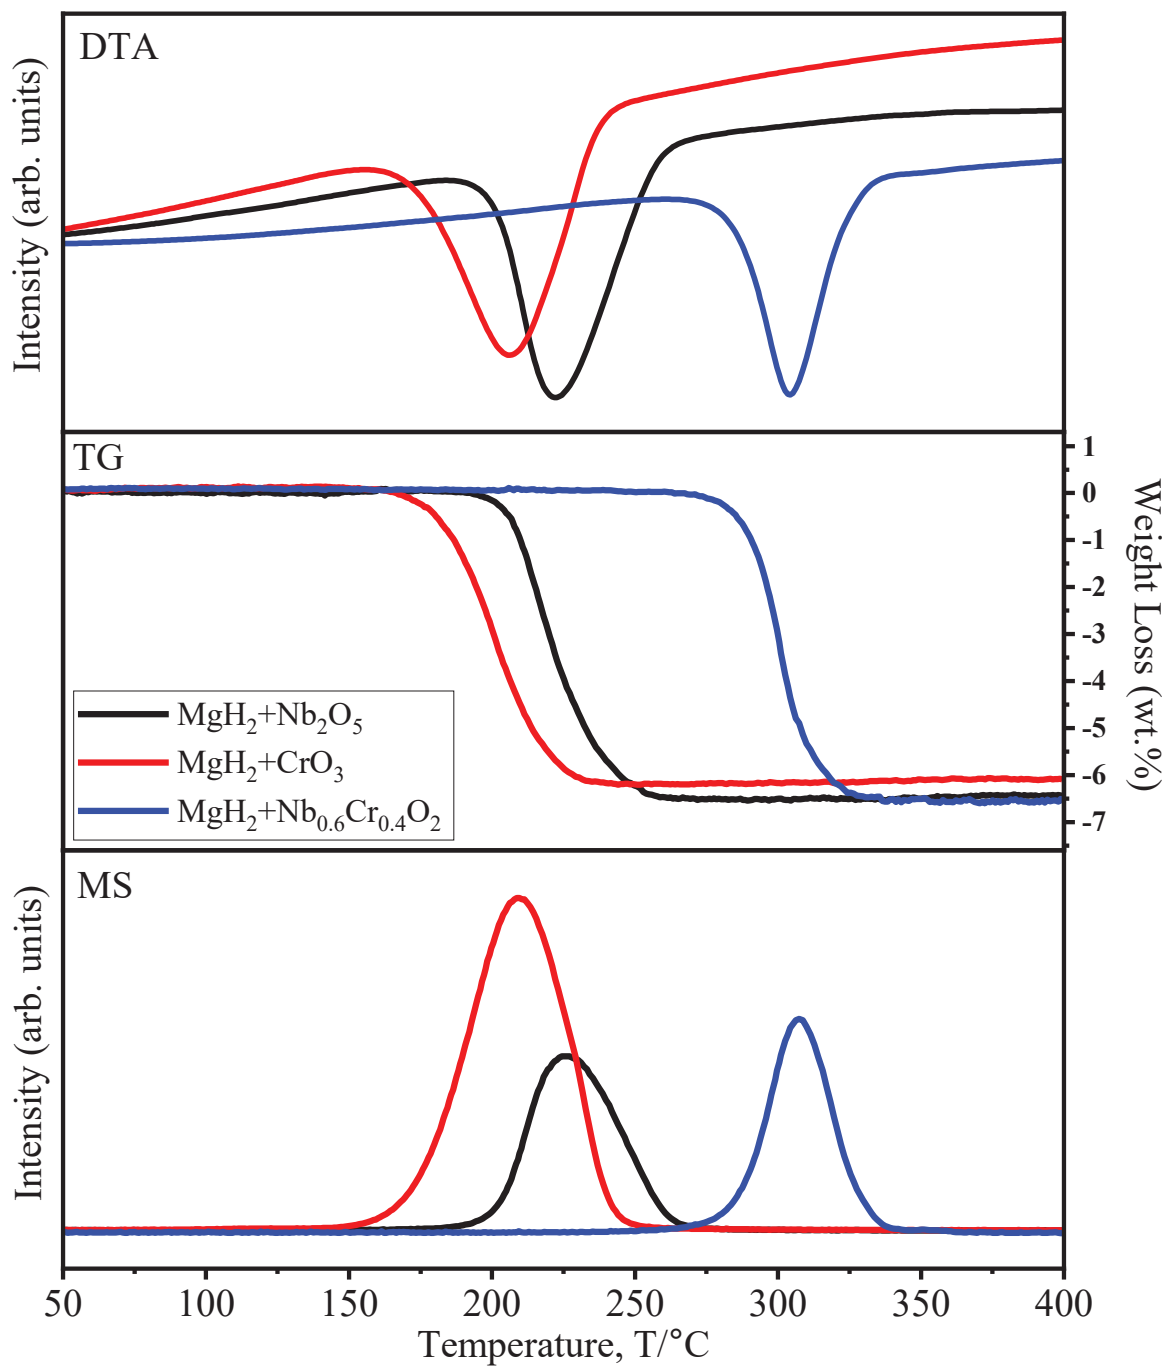 DTA
Intensity (arb. units)
TG
1
0
-1
-2
-3
-4
-5
-6
-7
Weight Loss (wt.%)
MgH₂+Nb₂O₅
MgH₂+CrO₃
MgH₂+Nb₀.₆Cr₀.₄O₂
MS
Intensity (arb. units)
50 100 150 200 250 300 350 400
Temperature, T/°C